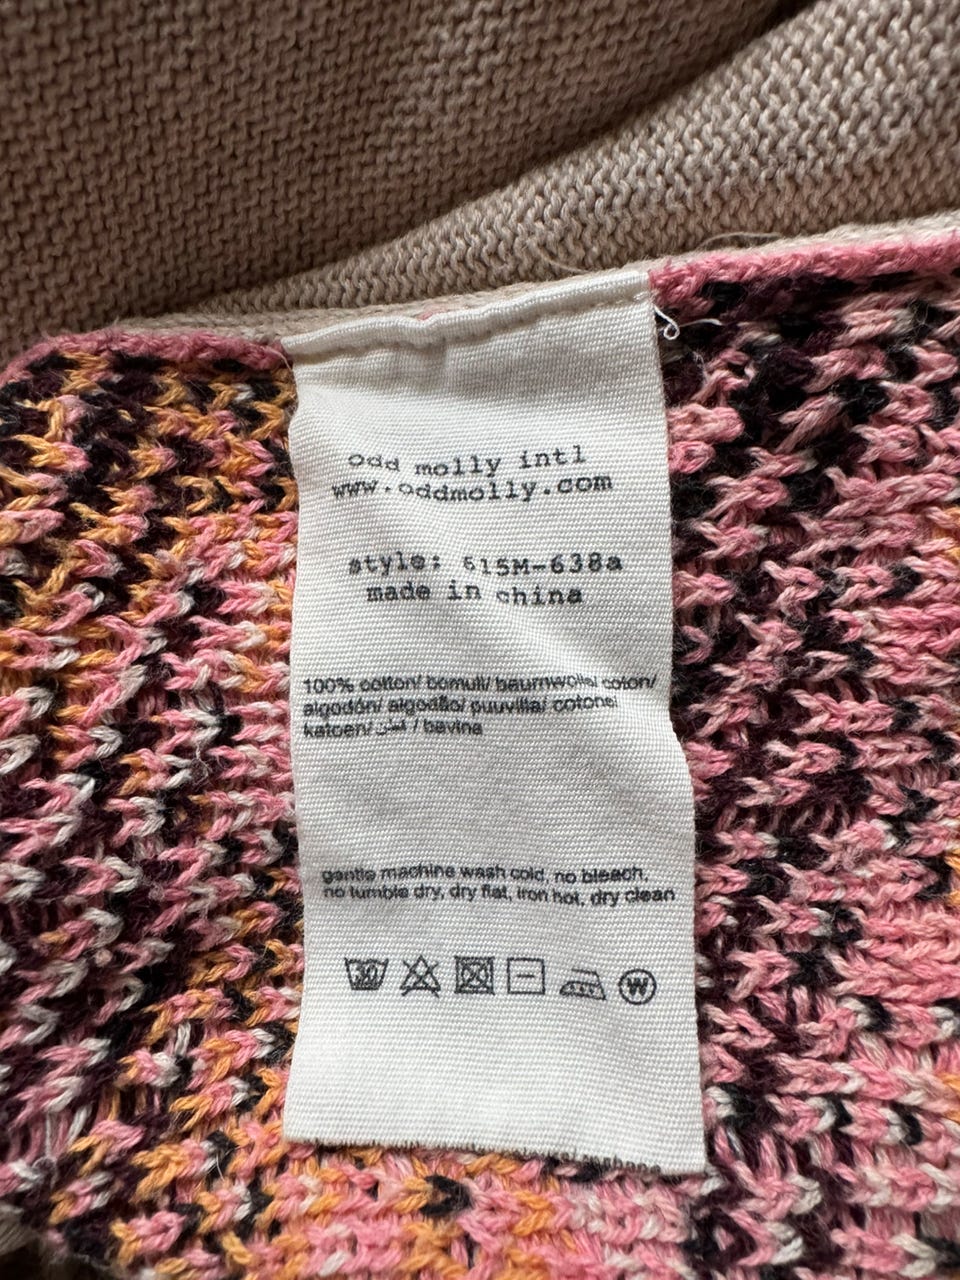 odd molly intl
www.oddmolly.com
style: 615M-638a
made in china
100% cotton/ bomull/ baumwolle/ coton/
algodón/ algodão/ puuvilla/ cotone/
katoen/ قطن / bavlna
gentle machine wash cold, no bleach,
no tumble dry, dry flat, iron hot, dry clean
30
W